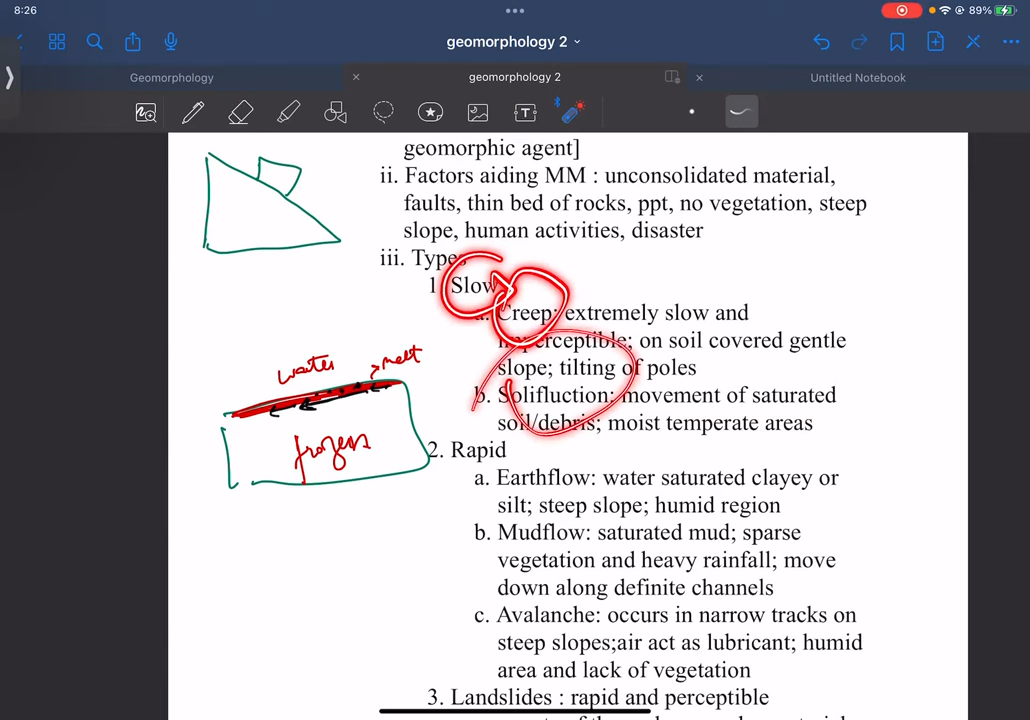 8:26
89%
geomorphology 2
Geomorphology
geomorphology 2
Untitled Notebook
geomorphic agent]
ii. Factors aiding MM : unconsolidated material,
faults, thin bed of rocks, ppt, no vegetation, steep
slope, human activities, disaster
iii. Types
1 Slow
a. Creep: extremely slow and
imperceptible; on soil covered gentle
slope; tilting of poles
water
melt
b. Solifluction: movement of saturated
soil/debris; moist temperate areas
frozen
2. Rapid
a. Earthflow: water saturated clayey or
silt; steep slope; humid region
b. Mudflow: saturated mud; sparse
vegetation and heavy rainfall; move
down along definite channels
c. Avalanche: occurs in narrow tracks on
steep slopes;air act as lubricant; humid
area and lack of vegetation
3. Landslides : rapid and perceptible